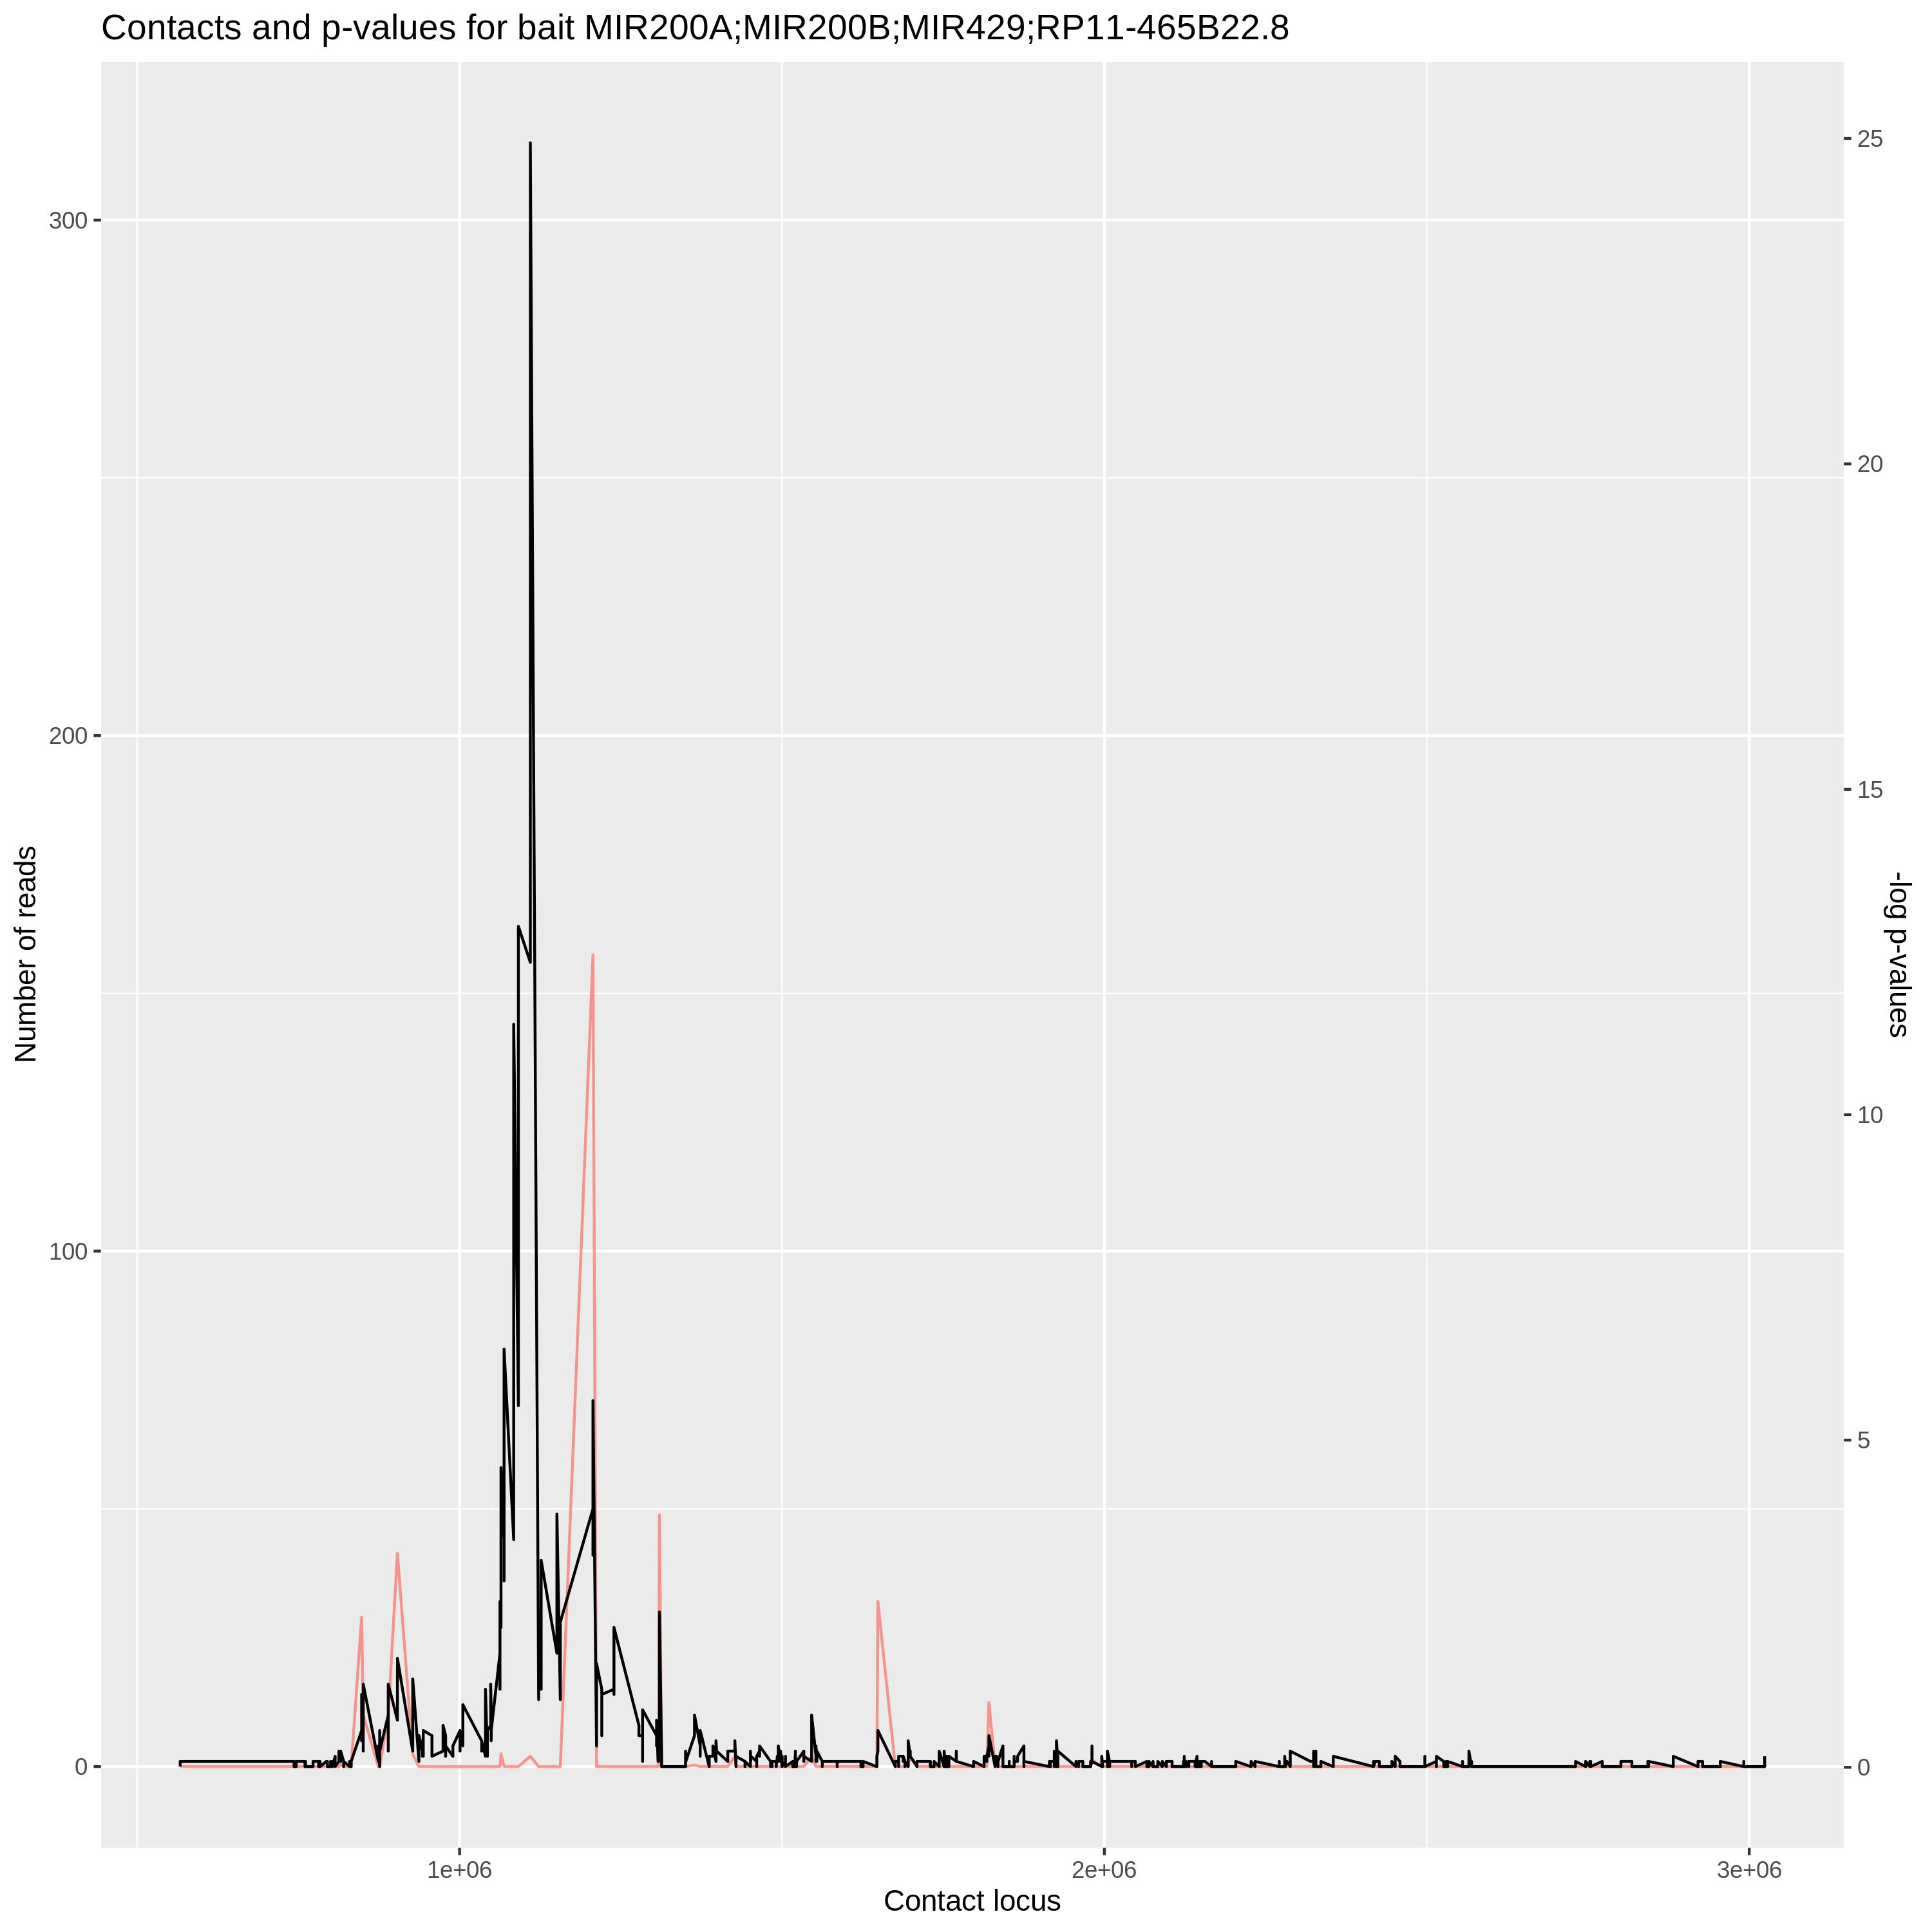 Contacts and p-values for bait MIR200A;MIR200B;MIR429;RP11-465B22.8
Number of reads
300
200
100
0
25
20
15
10
5
0
-log p-values
1e+06
2e+06
3e+06
Contact locus